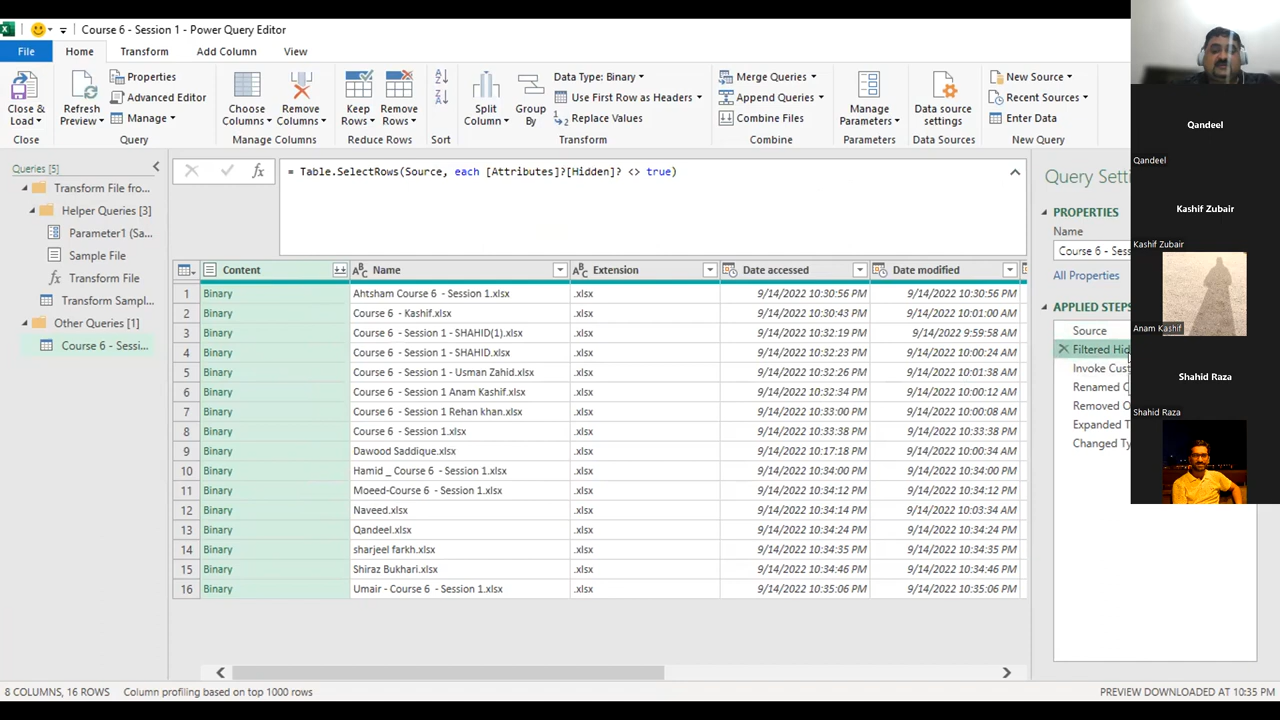 Course 6 - Session 1 - Power Query Editor
File Home Transform Add Column View
Close & Load
Close
Refresh Preview
Properties
Advanced Editor
Manage
Query
Choose Columns
Remove Columns
Manage Columns
Keep Rows
Remove Rows
Reduce Rows
Sort
Split Column
Group By
Data Type: Binary
Use First Row as Headers
Replace Values
Transform
Merge Queries
Append Queries
Combine Files
Combine
Manage Parameters
Parameters
Data source settings
Data Sources
New Source
Recent Sources
Enter Data
New Query
Queries [5]
Transform File fro...
Helper Queries [3]
Parameter1 (Sa...
Sample File
fx Transform File
Transform Sampl...
Other Queries [1]
Course 6 - Sessi...
fx = Table.SelectRows(Source, each [Attributes]?[Hidden]? <> true)
Content Name Extension Date accessed Date modified
1 Binary Ahtsham Course 6 - Session 1.xlsx .xlsx 9/14/2022 10:30:56 PM 9/14/2022 10:30:56 PM
2 Binary Course 6 - Kashif.xlsx .xlsx 9/14/2022 10:30:43 PM 9/14/2022 10:01:00 AM
3 Binary Course 6 - Session 1 - SHAHID(1).xlsx .xlsx 9/14/2022 10:32:19 PM 9/14/2022 9:59:58 AM
4 Binary Course 6 - Session 1 - SHAHID.xlsx .xlsx 9/14/2022 10:32:23 PM 9/14/2022 10:00:24 AM
5 Binary Course 6 - Session 1 - Usman Zahid.xlsx .xlsx 9/14/2022 10:32:26 PM 9/14/2022 10:01:38 AM
6 Binary Course 6 - Session 1 Anam Kashif.xlsx .xlsx 9/14/2022 10:32:34 PM 9/14/2022 10:00:12 AM
7 Binary Course 6 - Session 1 Rehan khan.xlsx .xlsx 9/14/2022 10:33:00 PM 9/14/2022 10:00:08 AM
8 Binary Course 6 - Session 1.xlsx .xlsx 9/14/2022 10:33:38 PM 9/14/2022 10:33:38 PM
9 Binary Dawood Saddique.xlsx .xlsx 9/14/2022 10:17:18 PM 9/14/2022 10:00:34 AM
10 Binary Hamid _ Course 6 - Session 1.xlsx .xlsx 9/14/2022 10:34:00 PM 9/14/2022 10:34:00 PM
11 Binary Moeed-Course 6 - Session 1.xlsx .xlsx 9/14/2022 10:34:12 PM 9/14/2022 10:34:12 PM
12 Binary Naveed.xlsx .xlsx 9/14/2022 10:34:14 PM 9/14/2022 10:03:34 AM
13 Binary Qandeel.xlsx .xlsx 9/14/2022 10:34:24 PM 9/14/2022 10:34:24 PM
14 Binary sharjeel farkh.xlsx .xlsx 9/14/2022 10:34:35 PM 9/14/2022 10:34:35 PM
15 Binary Shiraz Bukhari.xlsx .xlsx 9/14/2022 10:34:46 PM 9/14/2022 10:34:46 PM
16 Binary Umair - Course 6 - Session 1.xlsx .xlsx 9/14/2022 10:35:06 PM 9/14/2022 10:35:06 PM
Query Setti
PROPERTIES
Name
Course 6 - Sess
All Properties
APPLIED STEPS
Source
Filtered Hid
Invoke Cust
Renamed C
Removed O
Expanded T
Changed Ty
Qandeel
Qandeel
Kashif Zubair
Kashif Zubair
Anam Kashif
Shahid Raza
Shahid Raza
8 COLUMNS, 16 ROWS Column profiling based on top 1000 rows
PREVIEW DOWNLOADED AT 10:35 PM